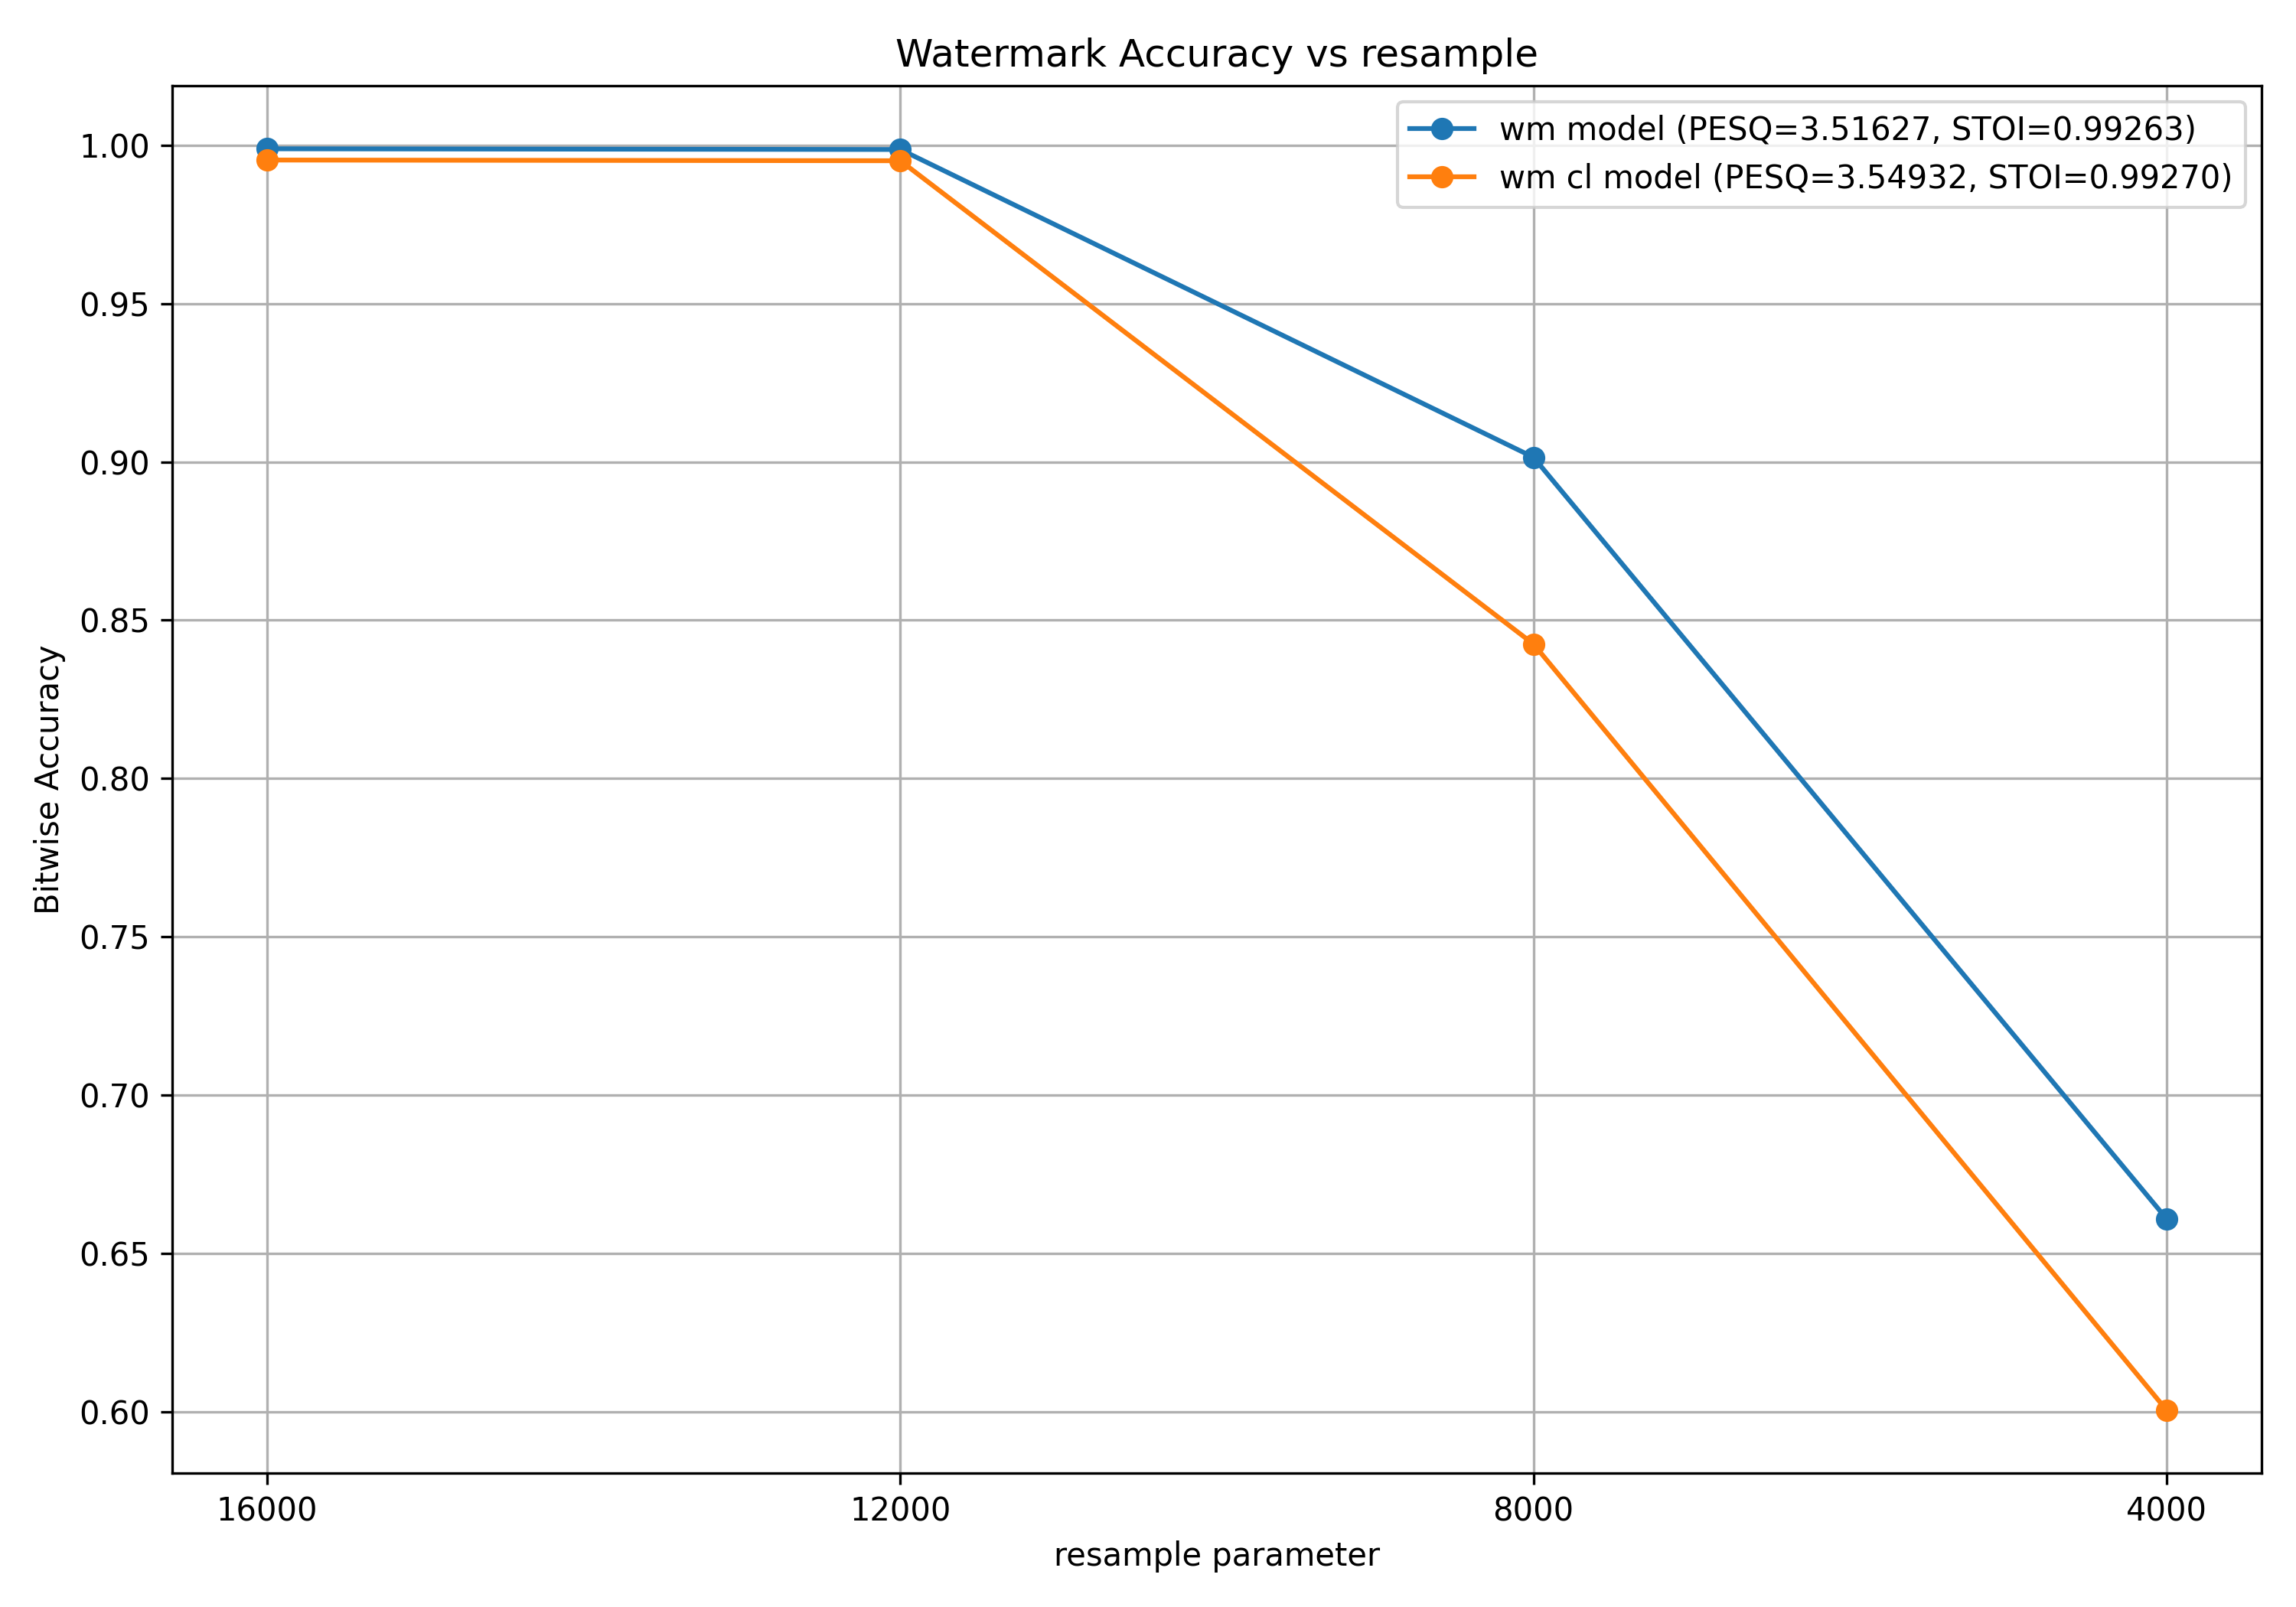 Watermark Accuracy vs resample
wm model (PESQ=3.51627, STOI=0.99263)
wm cl model (PESQ=3.54932, STOI=0.99270)
Bitwise Accuracy
1.00
0.95
0.90
0.85
0.80
0.75
0.70
0.65
0.60
16000 12000 8000 4000
resample parameter